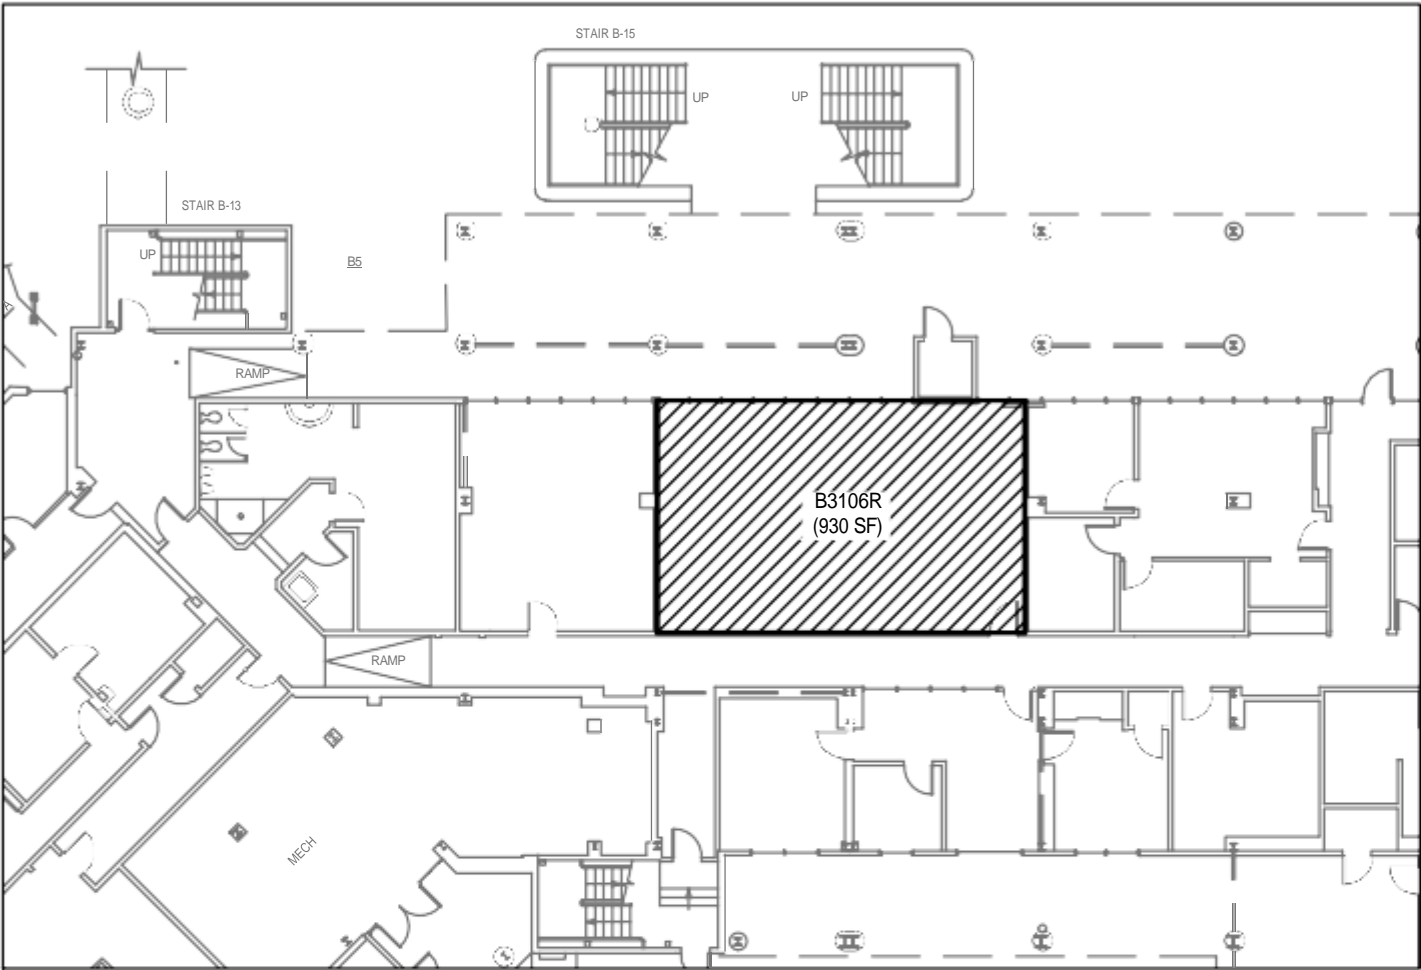 STAIR B-15
UP
UP
STAIR B-13
UP
B5
RAMP
B3106R
(930 SF)
RAMP
MECH